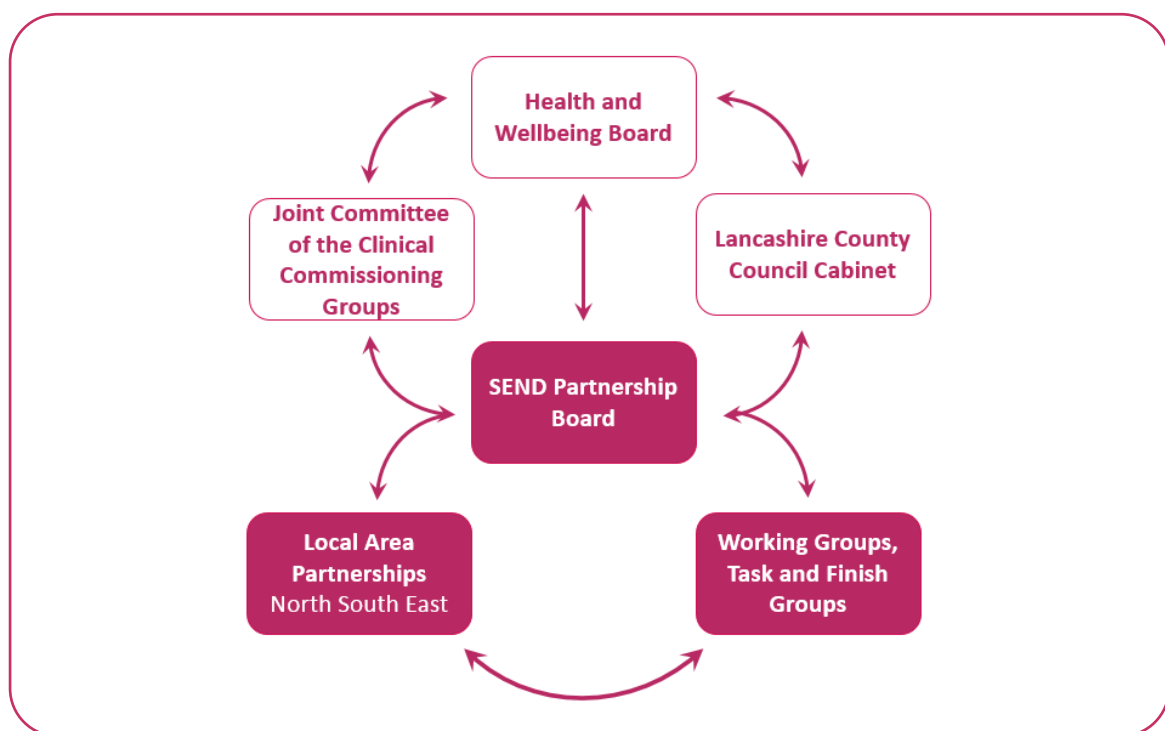 Health and
Wellbeing Board
Joint Committee
of the Clinical
Commissioning
Groups
Lancashire County
Council Cabinet
SEND Partnership
Board
Local Area
Partnerships
North South East
Working Groups,
Task and Finish
Groups